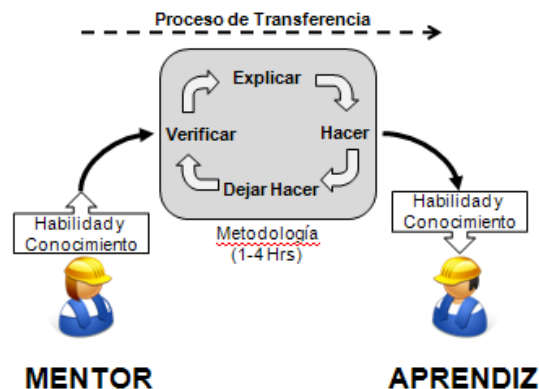 Proceso de Transferencia
Explicar
Verificar
Hacer
Dejar Hacer
Habilidad y
Conocimiento
Metodología
(1-4 Hrs)
Habilidad y
Conocimiento
MENTOR
APRENDIZ